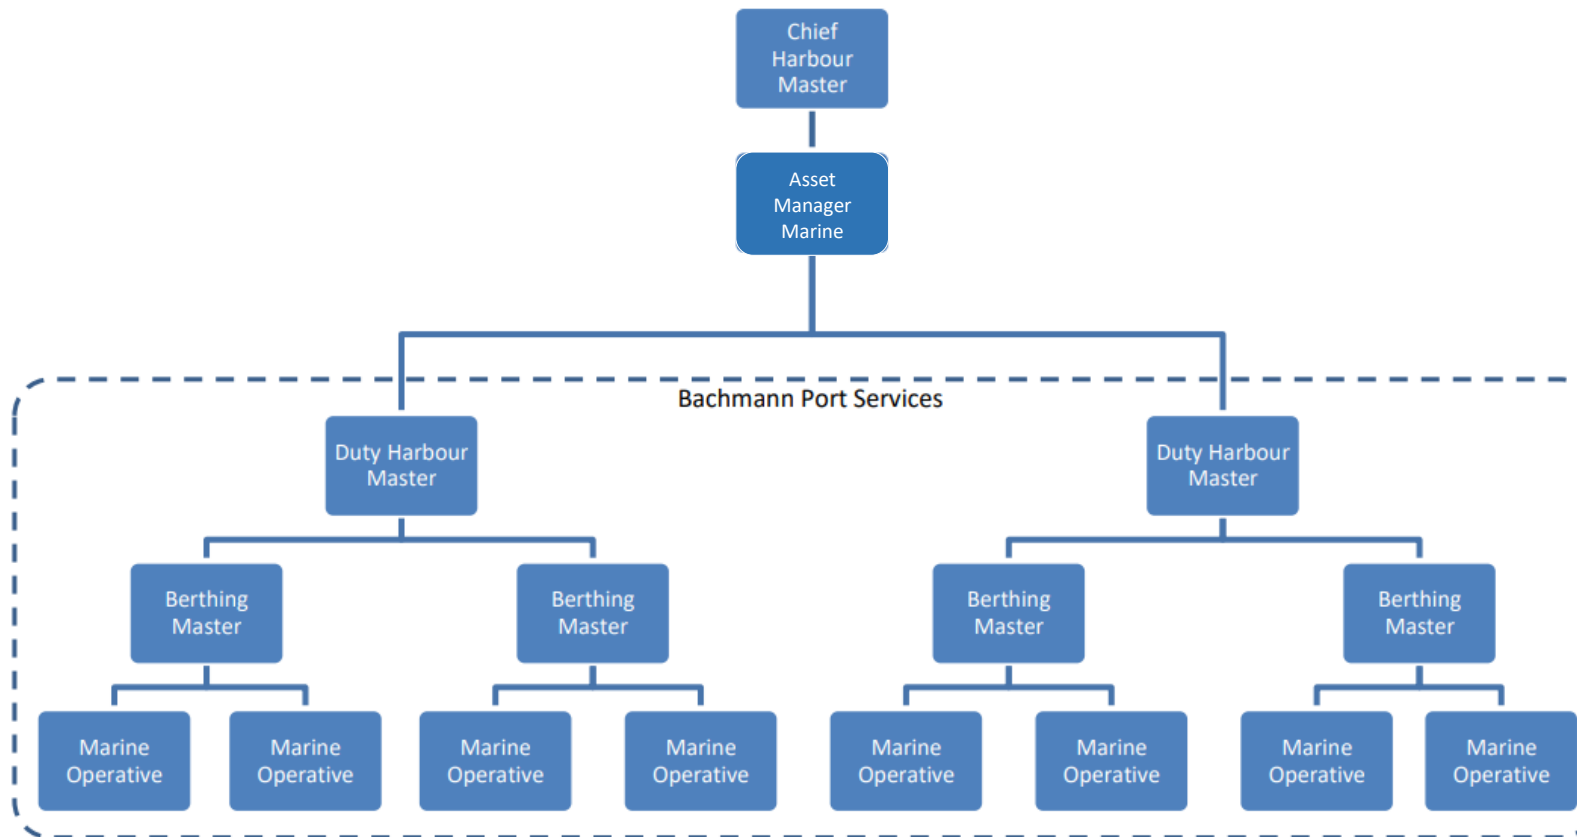 Chief
Harbour
Master
Asset
Manager
Marine
Bachmann Port Services
Duty Harbour
Master
Duty Harbour
Master
Berthing
Master
Berthing
Master
Berthing
Master
Berthing
Master
Marine
Operative
Marine
Operative
Marine
Operative
Marine
Operative
Marine
Operative
Marine
Operative
Marine
Operative
Marine
Operative